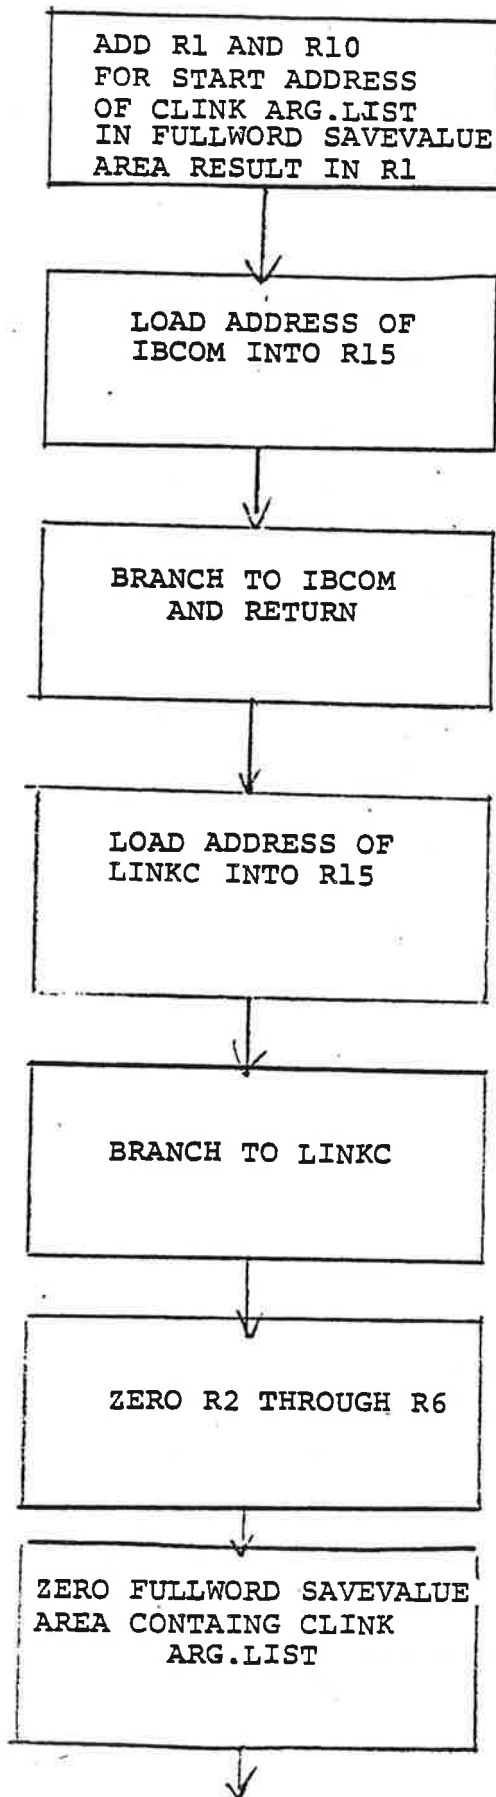 ADD R1 AND R10
FOR START ADDRESS
OF CLINK ARG.LIST
IN FULLWORD SAVEVALUE
AREA RESULT IN R1
LOAD ADDRESS OF
IBCOM INTO R15
BRANCH TO IBCOM
AND RETURN
LOAD ADDRESS OF
LINKC INTO R15
BRANCH TO LINKC
ZERO R2 THROUGH R6
ZERO FULLWORD SAVEVALUE
AREA CONTAING CLINK
ARG.LIST